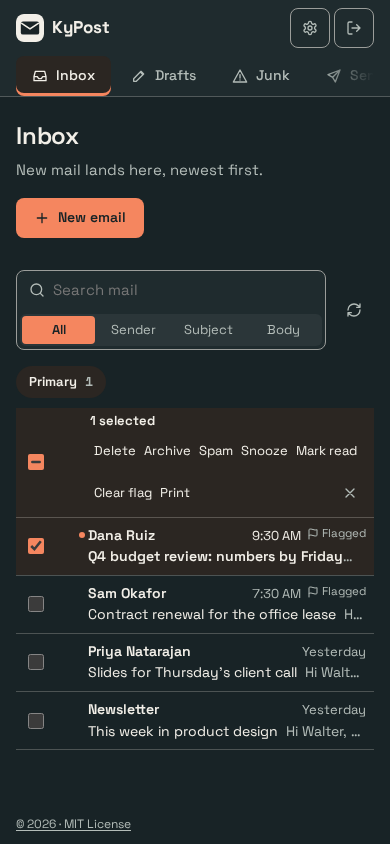 KyPost
Inbox Drafts Junk Sen
Inbox
New mail lands here, newest first.
New email
Search mail
All Sender Subject Body
Primary 1
1 selected
Delete Archive Spam Snooze Mark read
Clear flag Print
Dana Ruiz 9:30 AM Flagged
Q4 budget review: numbers by Friday...
Sam Okafor 7:30 AM Flagged
Contract renewal for the office lease H...
Priya Natarajan Yesterday
Slides for Thursday's client call Hi Walt...
Newsletter Yesterday
This week in product design Hi Walter, ...
© 2026 · MIT License